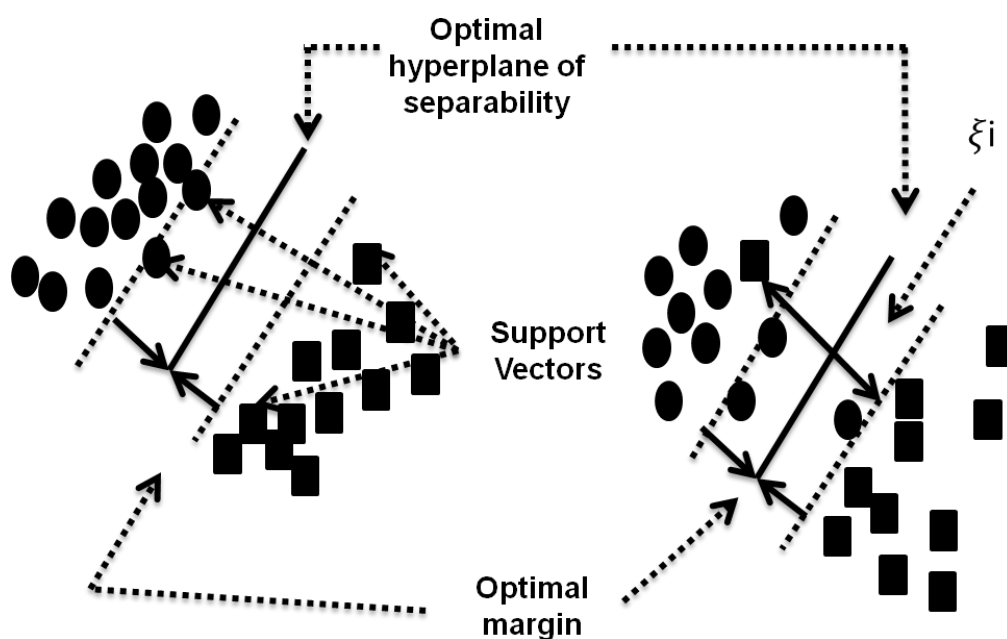 Optimal
hyperplane of
separability
ξi
Support
Vectors
Optimal
margin